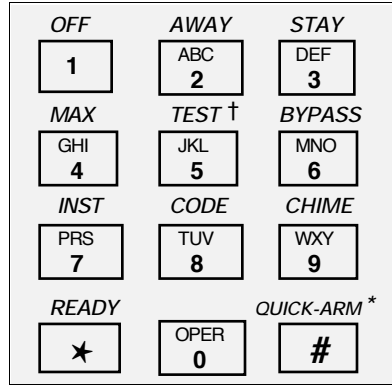 OFF AWAY STAY
ABC DEF
1 2 3
MAX TEST † BYPASS
GHI JKL MNO
4 5 6
INST CODE CHIME
PRS TUV WXY
7 8 9
READY QUICK-ARM *
OPER
* 0 #